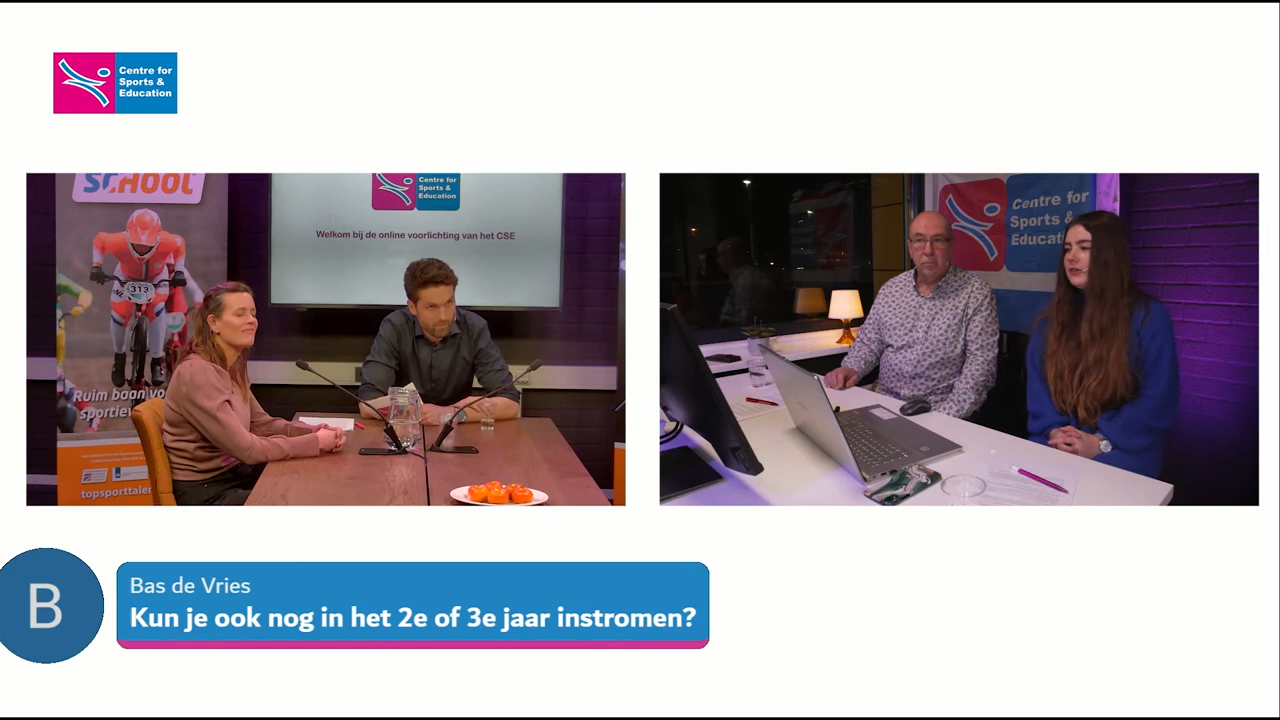 Centre for
Sports &
Education
SCHOOL
313
Ruim baan vo
sportiev
topsporttalen
Centre for
Sports &
Education
Welkom bij de online voorlichting van het CSE
Centre for
Sports &
Educat
B
Bas de Vries
Kun je ook nog in het 2e of 3e jaar instromen?